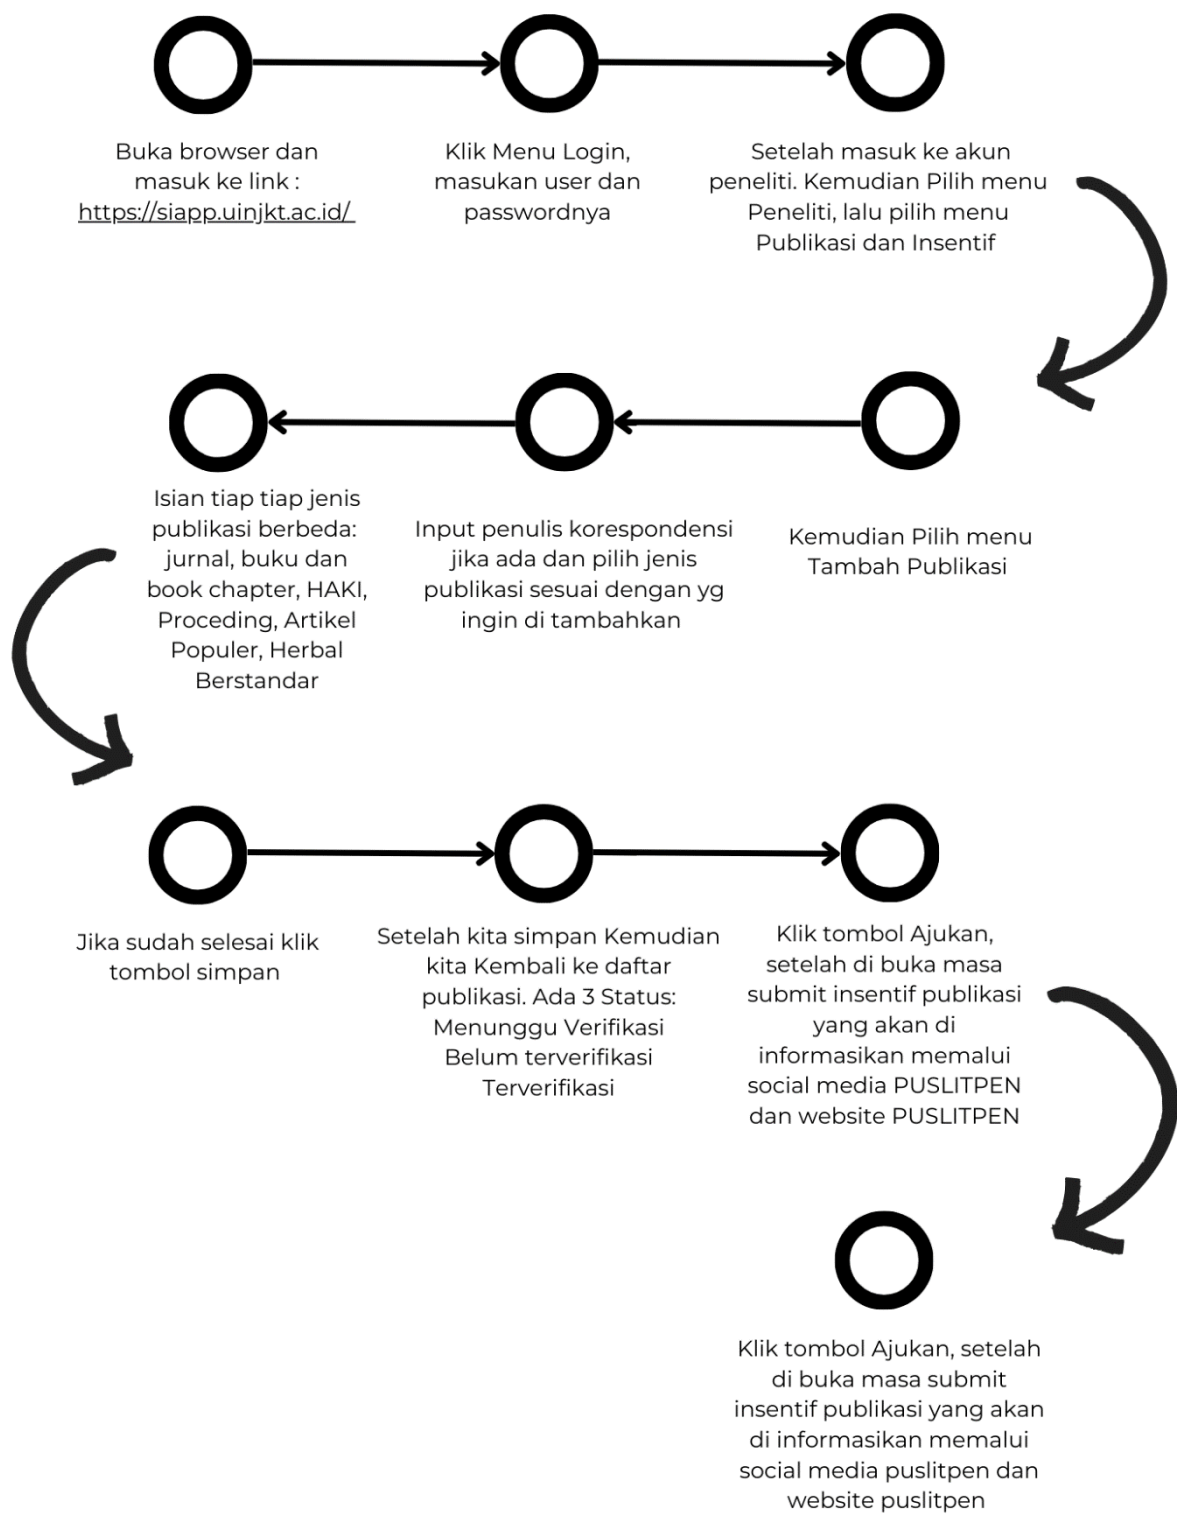 Buka browser dan
masuk ke link :
https://siapp.uinjkt.ac.id/
Klik Menu Login,
masukan user dan
passwordnya
Setelah masuk ke akun
peneliti. Kemudian Pilih menu
Peneliti, lalu pilih menu
Publikasi dan Insentif
Kemudian Pilih menu
Tambah Publikasi
Input penulis korespondensi
jika ada dan pilih jenis
publikasi sesuai dengan yg
ingin di tambahkan
Isian tiap tiap jenis
publikasi berbeda:
jurnal, buku dan
book chapter, HAKI,
Proceding, Artikel
Populer, Herbal
Berstandar
Jika sudah selesai klik
tombol simpan
Setelah kita simpan Kemudian
kita Kembali ke daftar
publikasi. Ada 3 Status:
Menunggu Verifikasi
Belum terverifikasi
Terverifikasi
Klik tombol Ajukan,
setelah di buka masa
submit insentif publikasi
yang akan di
informasikan memalui
social media PUSLITPEN
dan website PUSLITPEN
Klik tombol Ajukan, setelah
di buka masa submit
insentif publikasi yang akan
di informasikan memalui
social media puslitpen dan
website puslitpen